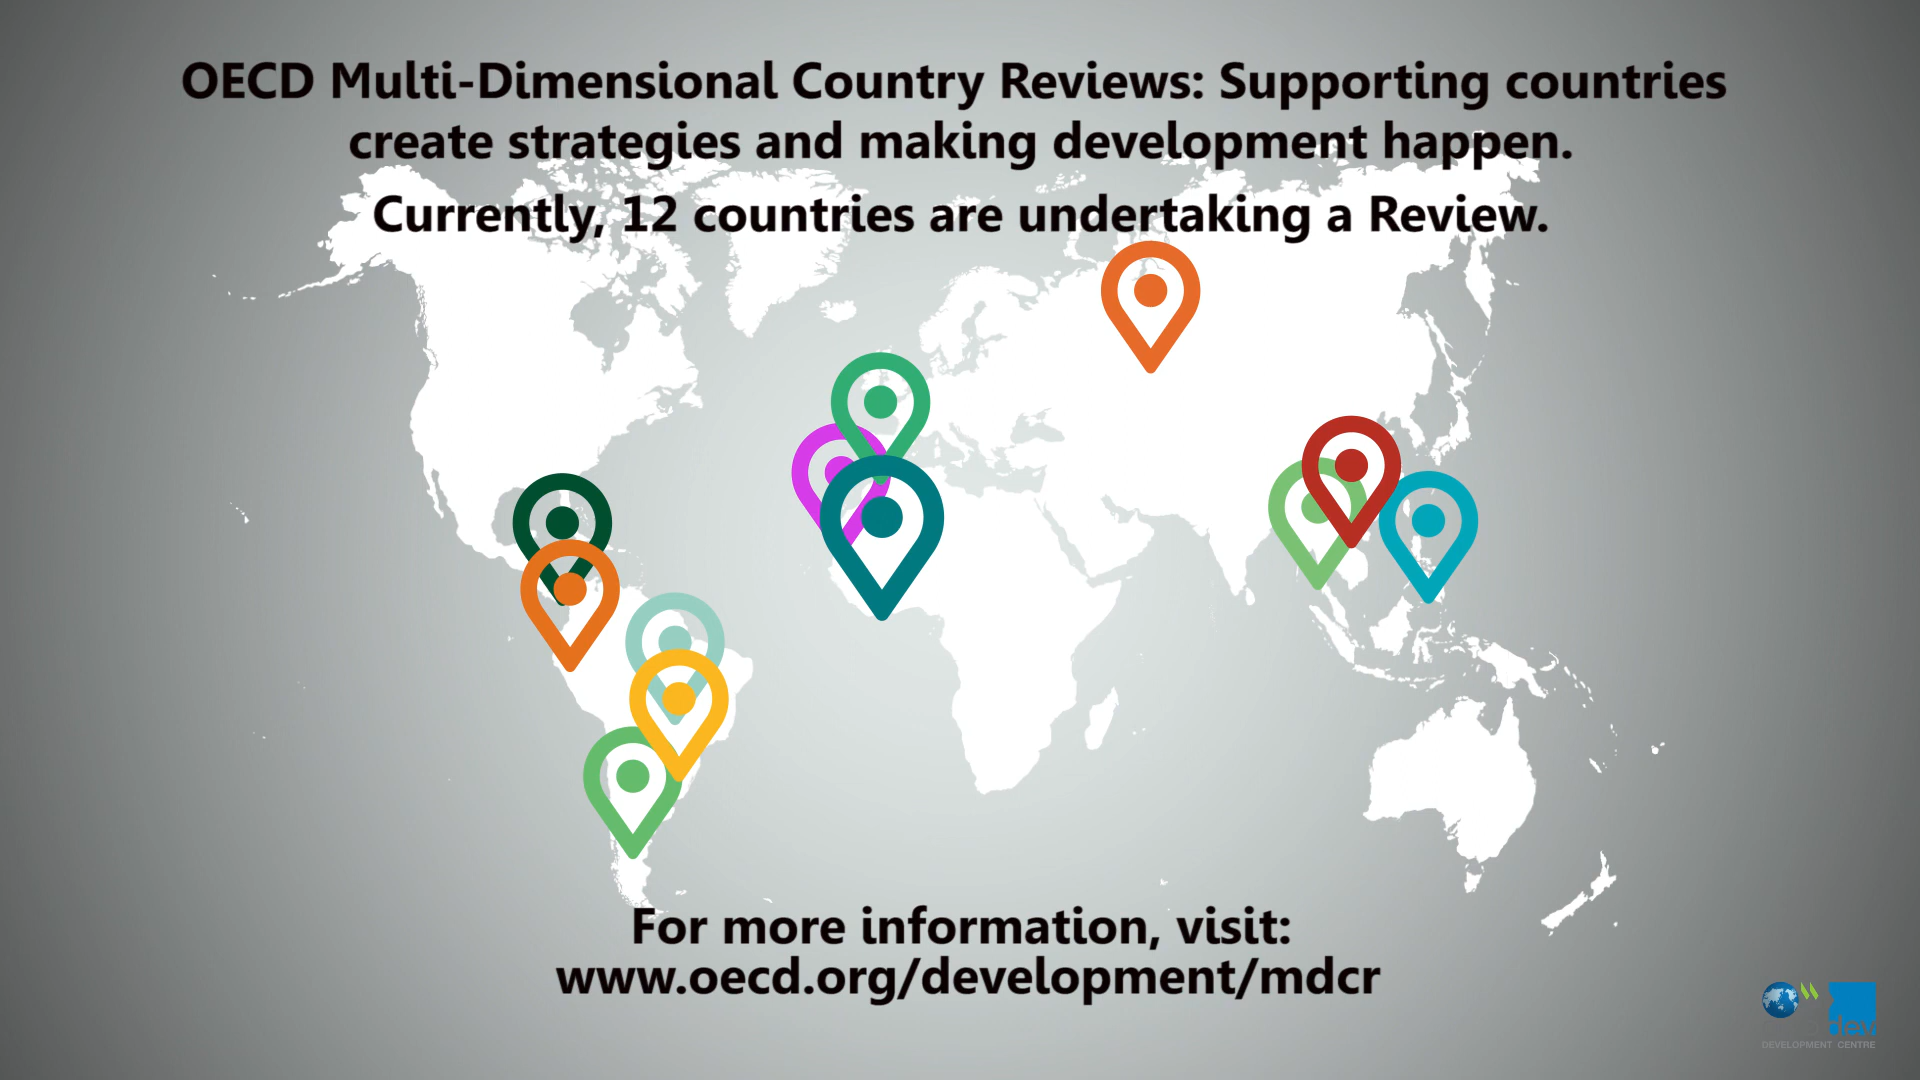 OECD Multi-Dimensional Country Reviews: Supporting countries
create strategies and making development happen.
Currently, 12 countries are undertaking a Review.
For more information, visit:
www.oecd.org/development/mdcr
dev
DEVELOPMENT CENTRE